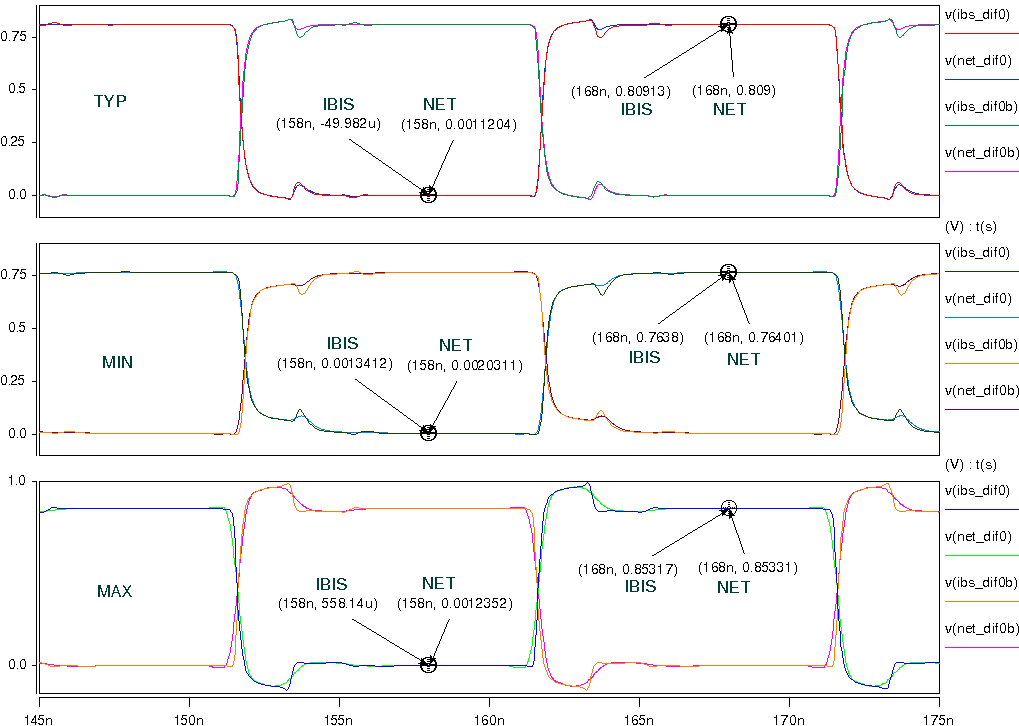 v(ibs_dif0)
0.75
v(net_dif0)
0.5
TYP
IBIS NET
(158n, -49.982u) (158n, 0.0011204)
(168n, 0.80913) (168n, 0.809)
IBIS NET
v(ibs_dif0b)
0.25
v(net_dif0b)
0.0
(V) : t(s)
v(ibs_dif0)
0.75
v(net_dif0)
0.5
MIN
IBIS NET
(158n, 0.0013412) (158n, 0.0020311)
(168n, 0.7638) (168n, 0.76401)
IBIS NET
v(ibs_dif0b)
0.25
v(net_dif0b)
0.0
(V) : t(s)
1.0
v(ibs_dif0)
v(net_dif0)
(168n, 0.85317) (168n, 0.85331)
IBIS NET
MAX
IBIS NET
(158n, 558.14u) (158n, 0.0012352)
v(ibs_dif0b)
v(net_dif0b)
0.0
145n 150n 155n 160n 165n 170n 175n